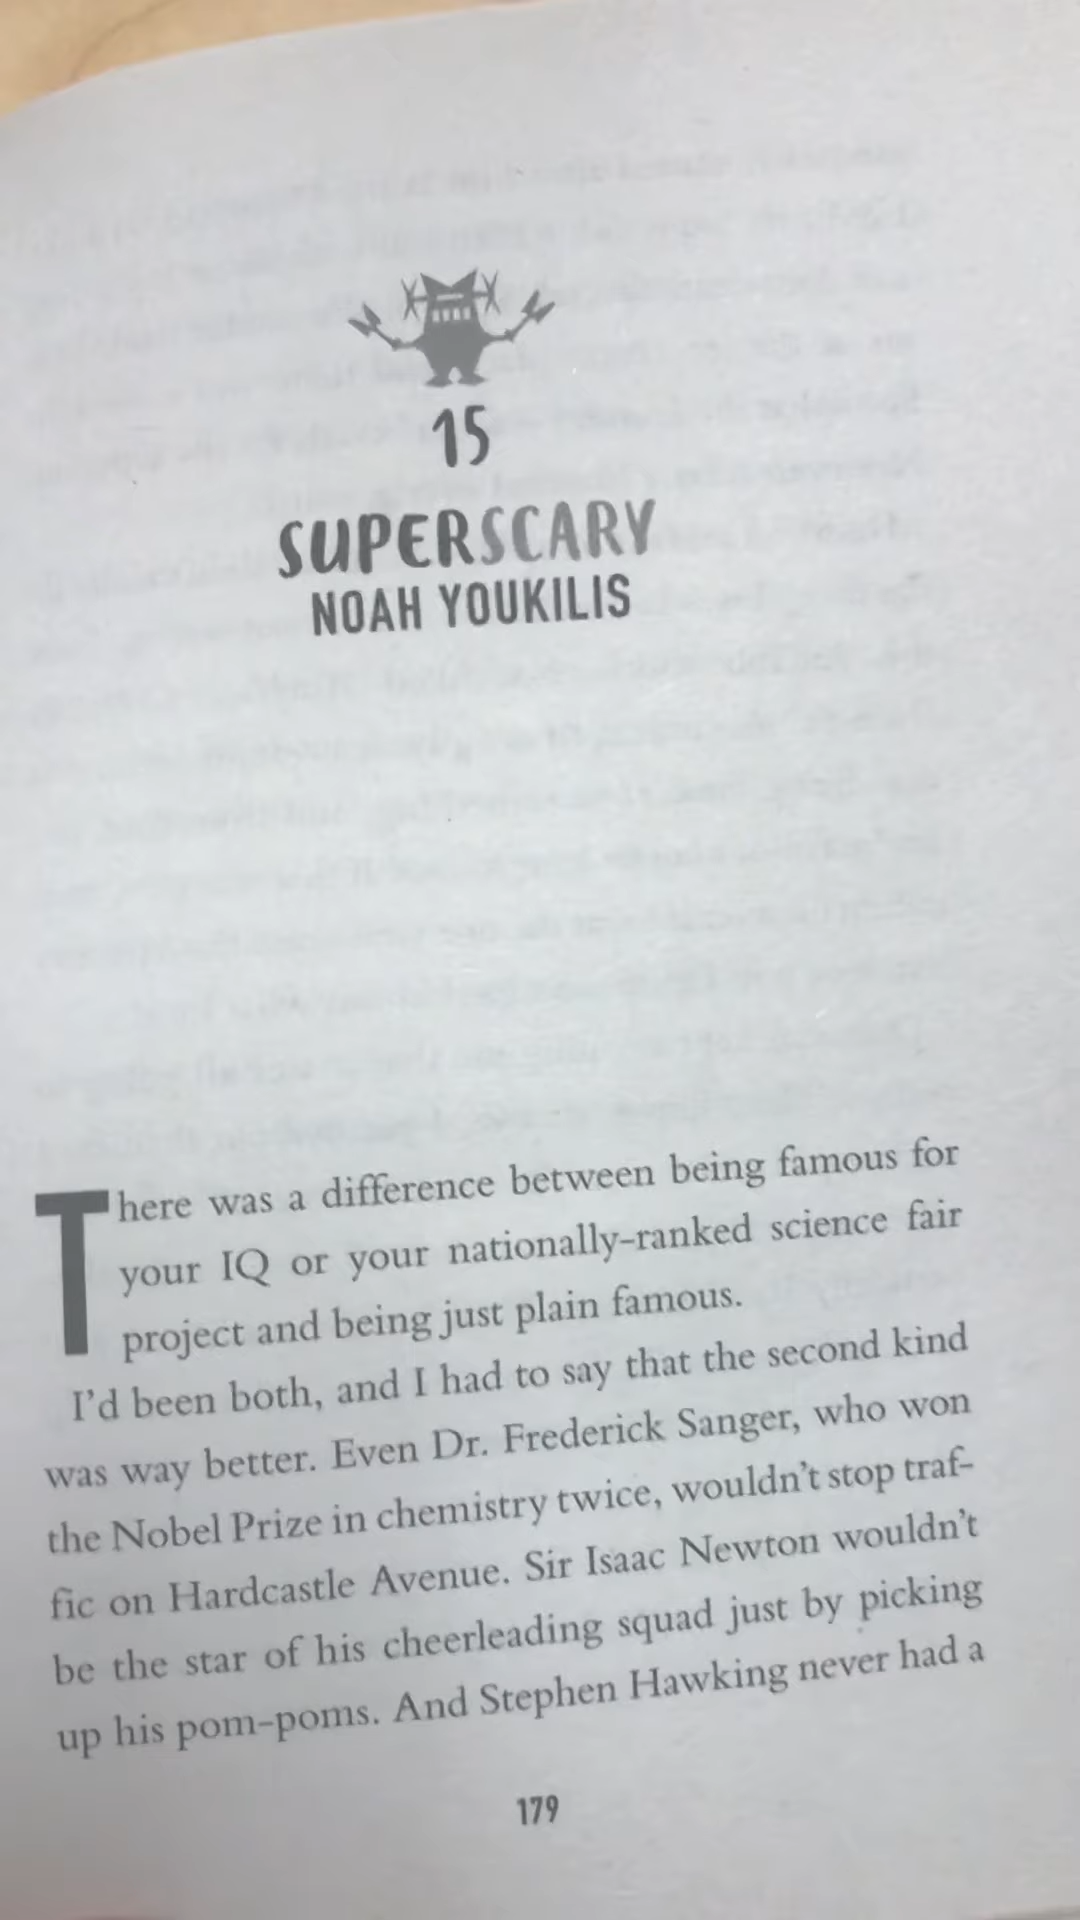 15
SUPERSCARY
NOAH YOUKILIS
There was a difference between being famous for
your IQ or your nationally-ranked science fair
project and being just plain famous.
I'd been both, and I had to say that the second kind
was way better. Even Dr. Frederick Sanger, who won
the Nobel Prize in chemistry twice, wouldn't stop traf-
fic on Hardcastle Avenue. Sir Isaac Newton wouldn't
be the star of his cheerleading squad just by picking
up his pom-poms. And Stephen Hawking never had a
179